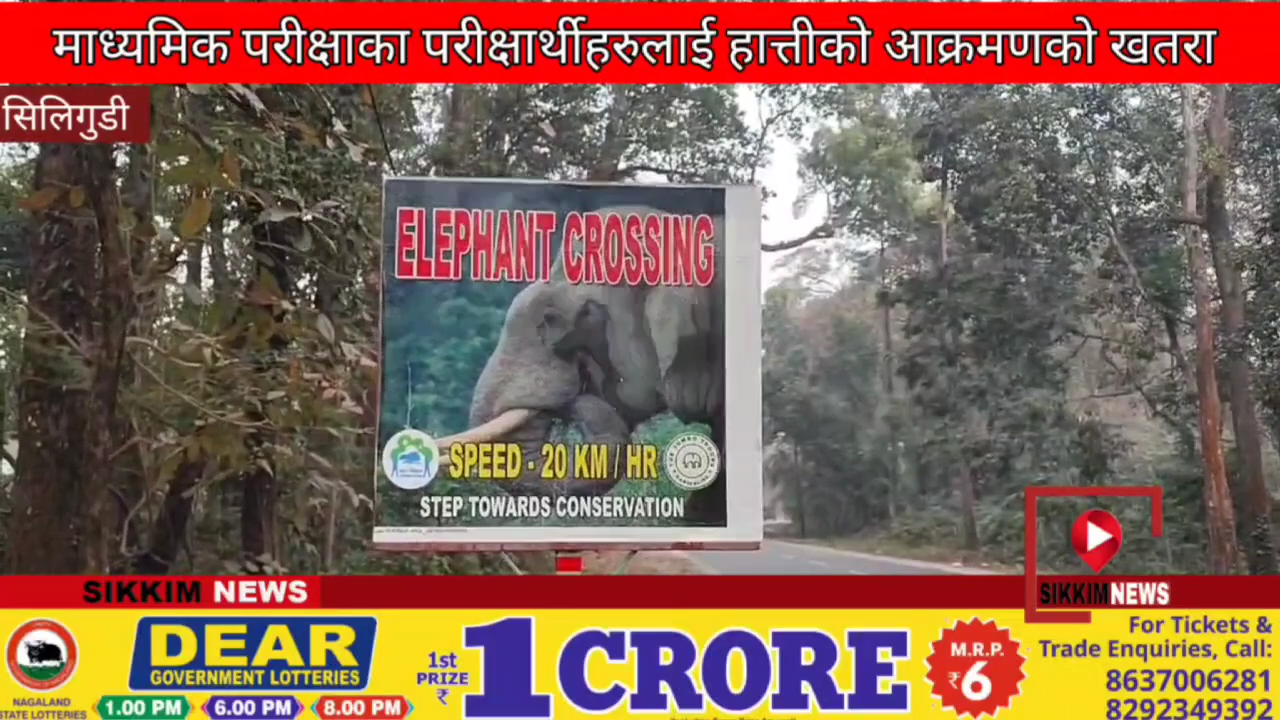 माध्यमिक परीक्षाका परीक्षार्थीहरुलाई हात्तीको आक्रमणको खतरा
सिलिगुडी
ELEPHANT CROSSING
SPEED - 20 KM / HR
STEP TOWARDS CONSERVATION
SIKKIM NEWS
SIKKIM NEWS
NAGALAND
STATE LOTTERIES
DEAR
GOVERNMENT LOTTERIES
1.00 PM
6.00 PM
8.00 PM
1st
PRIZE
₹
1 CRORE
M.R.P.
₹6
For Tickets &
Trade Enquiries, Call:
8637006281
8292349392